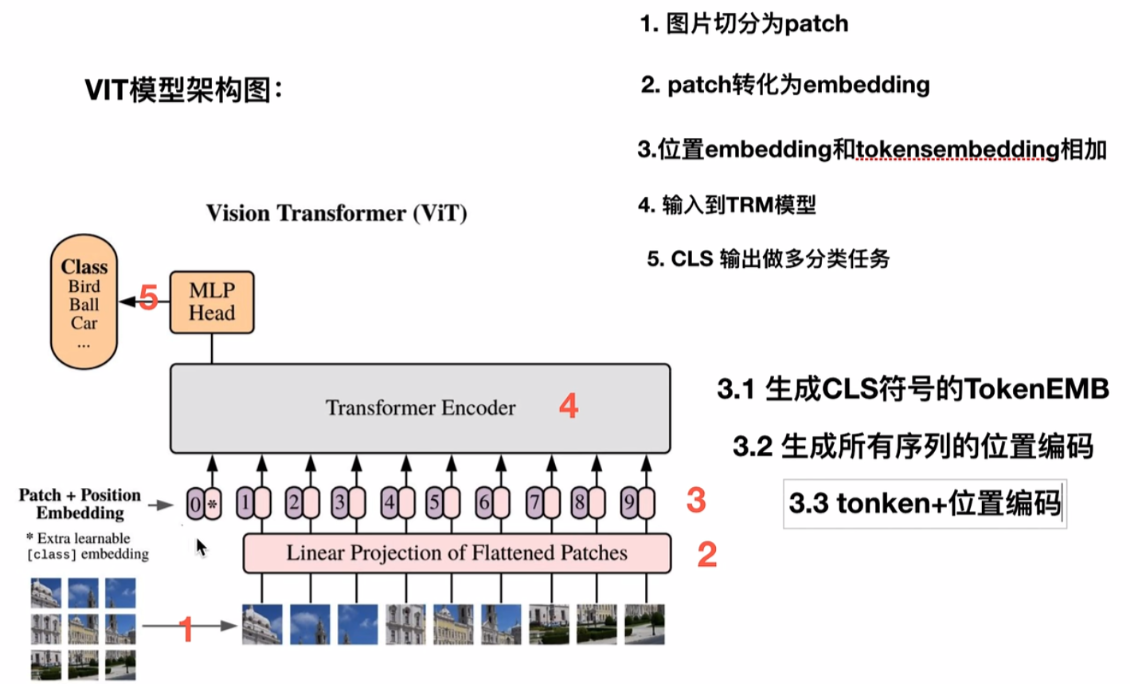 1. 图片切分为patch
VIT模型架构图：
2. patch转化为embedding
3.位置embedding和tokensembedding相加
4. 输入到TRM模型
5. CLS 输出做多分类任务
Vision Transformer (ViT)
Class
Bird
Ball
Car
...
5
MLP
Head
Transformer Encoder
4
3.1 生成CLS符号的TokenEMB
3.2 生成所有序列的位置编码
3.3 tonken+位置编码
Patch + Position
Embedding
* Extra learnable
[class] embedding
0 * 1 2 3 4 5 6 7 8 9
3
Linear Projection of Flattened Patches
2
1